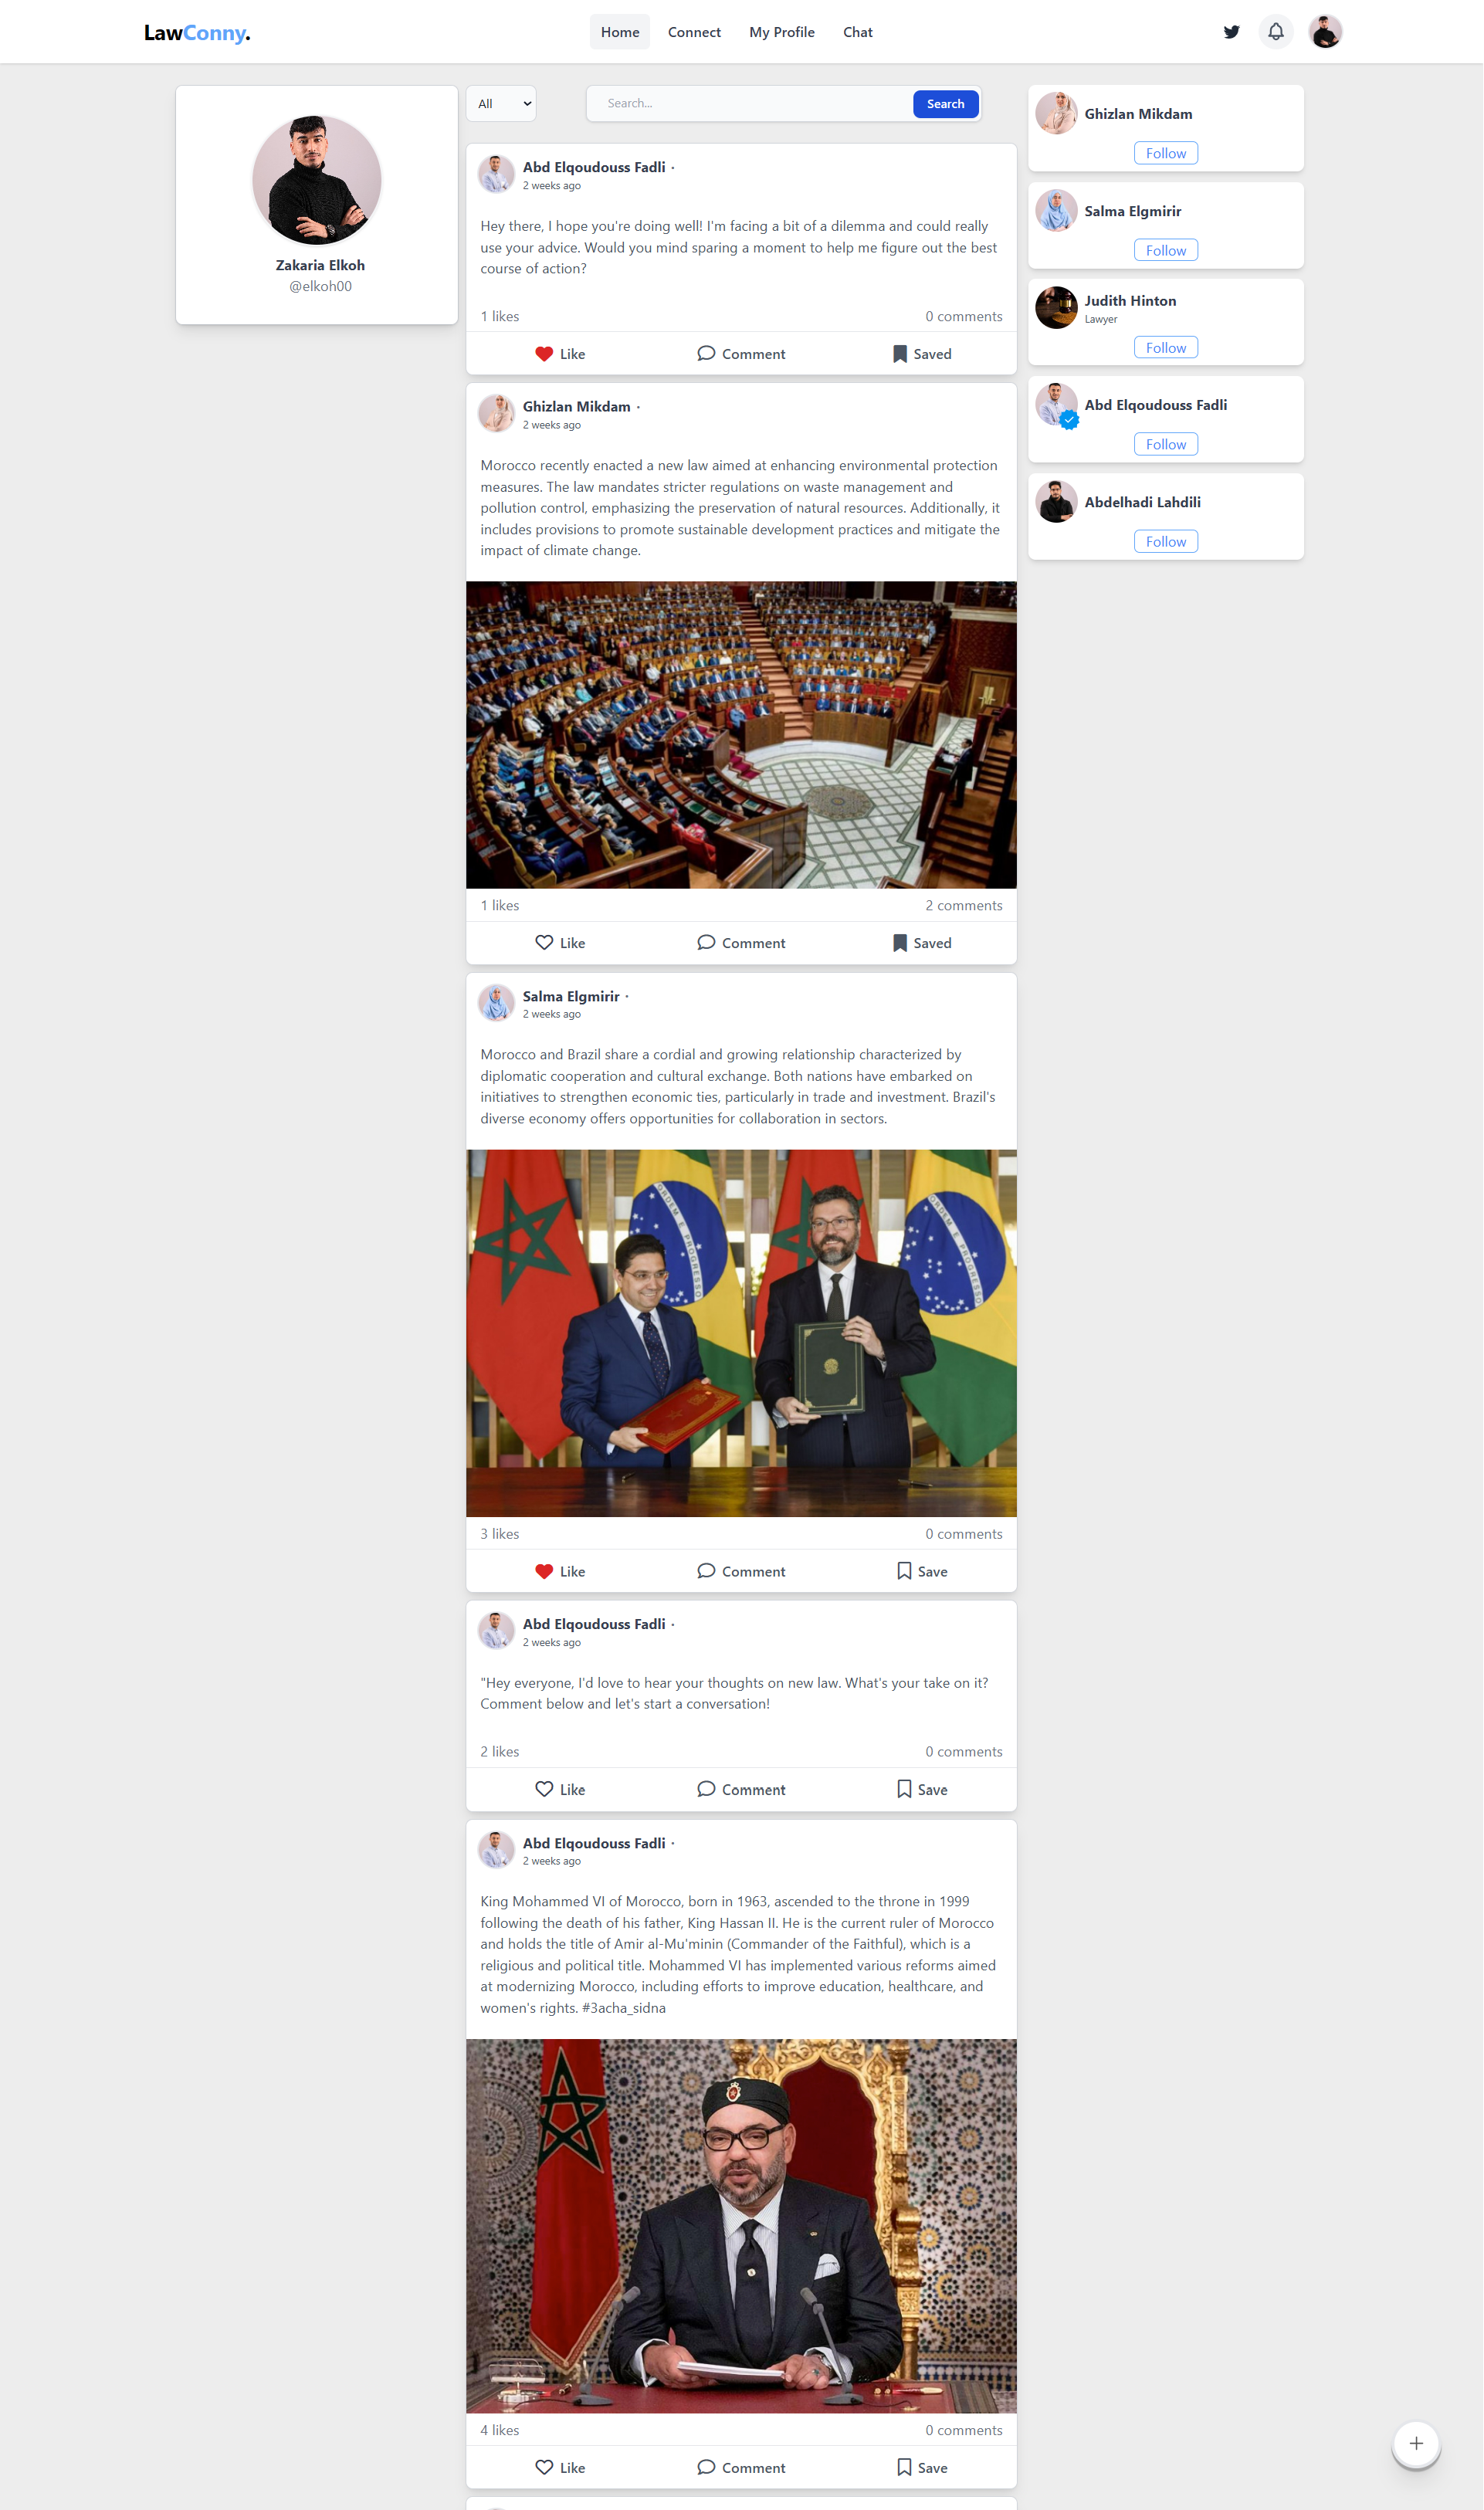 LawConny.
Home
Connect
My Profile
Chat
Zakaria Elkoh
@elkoh00
All
Search...
Search
Abd Elqoudouss Fadli ·
2 weeks ago
Hey there, I hope you're doing well! I'm facing a bit of a dilemma and could really
use your advice. Would you mind sparing a moment to help me figure out the best
course of action?
1 likes
0 comments
Like
Comment
Saved
Ghizlan Mikdam ·
2 weeks ago
Morocco recently enacted a new law aimed at enhancing environmental protection
measures. The law mandates stricter regulations on waste management and
pollution control, emphasizing the preservation of natural resources. Additionally, it
includes provisions to promote sustainable development practices and mitigate the
impact of climate change.
1 likes
2 comments
Like
Comment
Saved
Salma Elgmirir ·
2 weeks ago
Morocco and Brazil share a cordial and growing relationship characterized by
diplomatic cooperation and cultural exchange. Both nations have embarked on
initiatives to strengthen economic ties, particularly in trade and investment. Brazil's
diverse economy offers opportunities for collaboration in sectors.
ORDEM E PROGRESSO
ORDEM E PROGRESSO
3 likes
0 comments
Like
Comment
Save
Abd Elqoudouss Fadli ·
2 weeks ago
"Hey everyone, I'd love to hear your thoughts on new law. What's your take on it?
Comment below and let's start a conversation!
2 likes
0 comments
Like
Comment
Save
Abd Elqoudouss Fadli ·
2 weeks ago
King Mohammed VI of Morocco, born in 1963, ascended to the throne in 1999
following the death of his father, King Hassan II. He is the current ruler of Morocco
and holds the title of Amir al-Mu'minin (Commander of the Faithful), which is a
religious and political title. Mohammed VI has implemented various reforms aimed
at modernizing Morocco, including efforts to improve education, healthcare, and
women's rights. #3acha_sidna
4 likes
0 comments
Like
Comment
Save
Ghizlan Mikdam
Follow
Salma Elgmirir
Follow
Judith Hinton
Lawyer
Follow
Abd Elqoudouss Fadli
Follow
Abdelhadi Lahdili
Follow